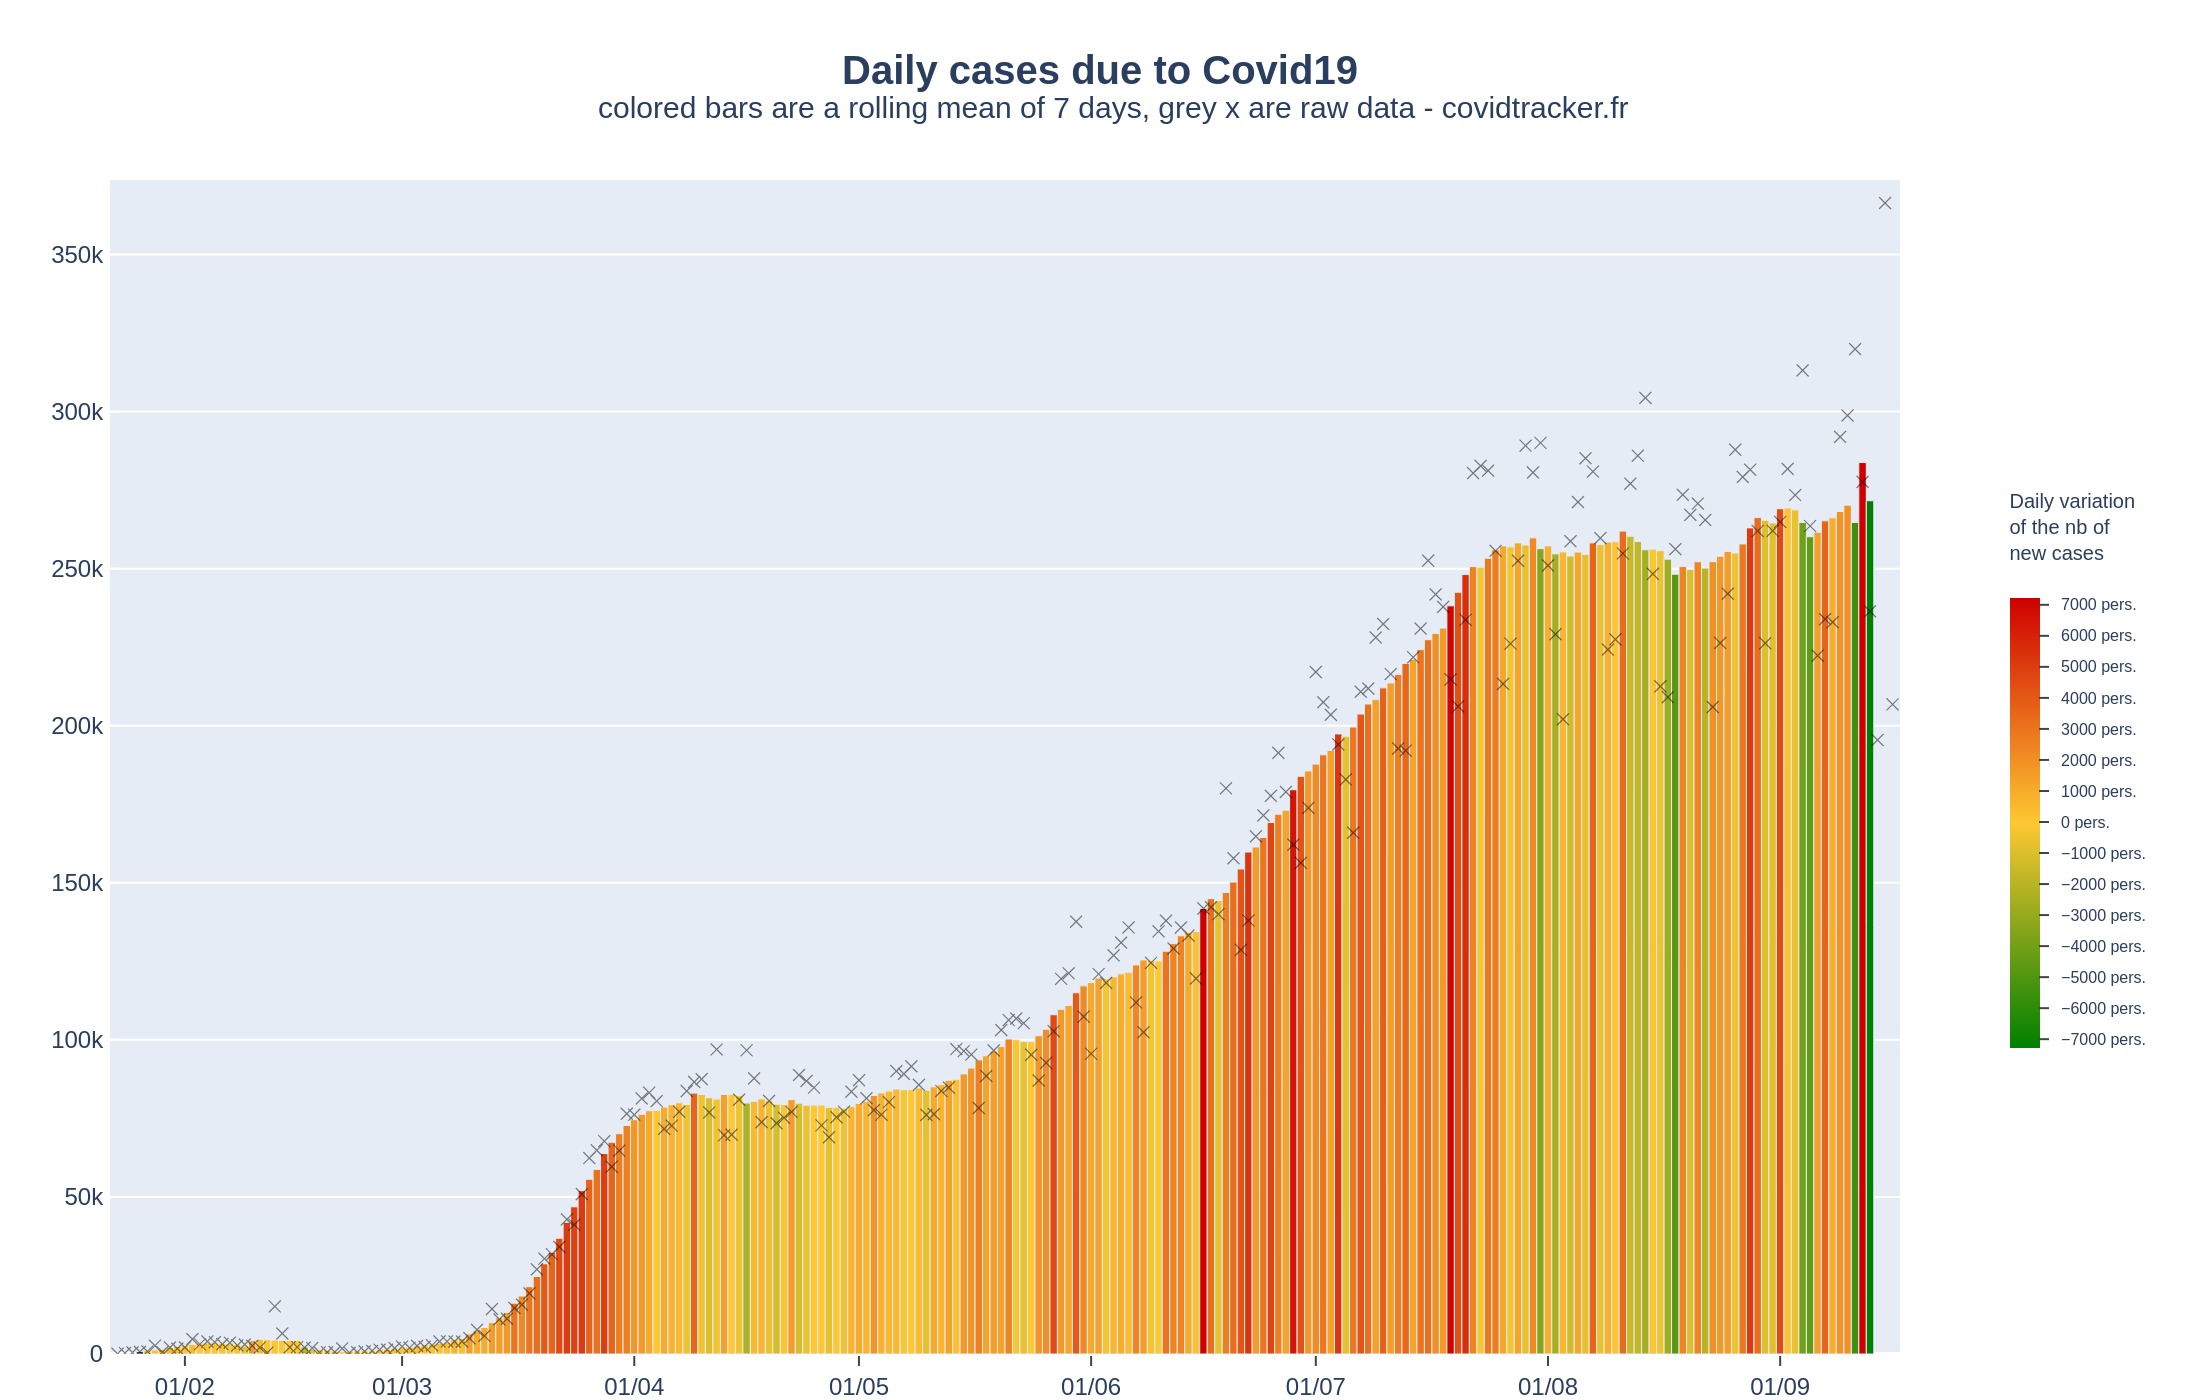 Daily cases due to Covid19
colored bars are a rolling mean of 7 days, grey x are raw data - covidtracker.fr
350k
300k
250k
200k
150k
100k
50k
0
01/02
01/03
01/04
01/05
01/06
01/07
01/08
01/09
Daily variation
of the nb of
new cases
7000 pers.
6000 pers.
5000 pers.
4000 pers.
3000 pers.
2000 pers.
1000 pers.
0 pers.
−1000 pers.
−2000 pers.
−3000 pers.
−4000 pers.
−5000 pers.
−6000 pers.
−7000 pers.